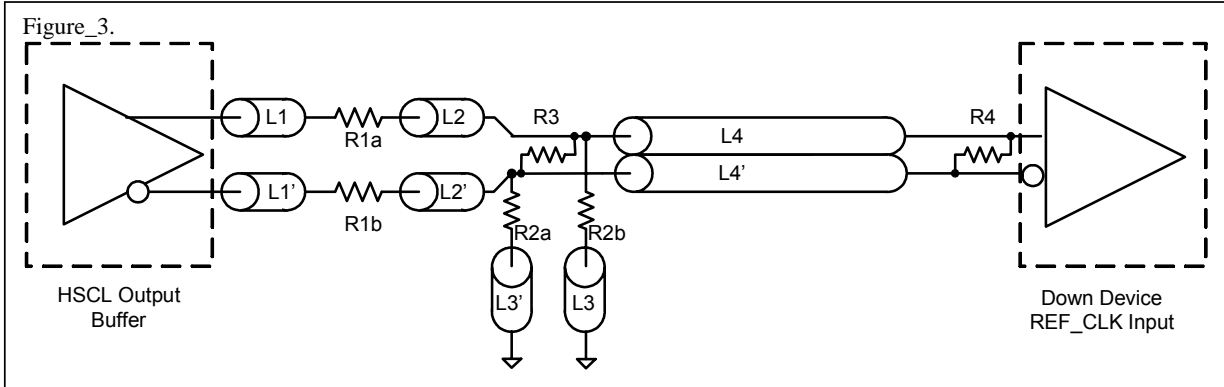 Figure_3.
L1
R1a
L2
R3
L4
R4
L1'
R1b
L2'
L4'
R2a
R2b
L3'
L3
HSCL Output
Buffer
Down Device
REF_CLK Input